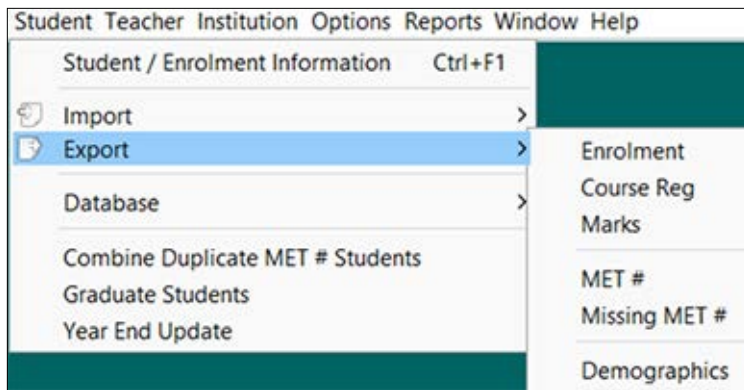 Student Teacher Institution Options Reports Window Help
Student / Enrolment Information Ctrl+F1
Import >
Export >
Database >
Combine Duplicate MET # Students
Graduate Students
Year End Update
Enrolment
Course Reg
Marks
MET #
Missing MET #
Demographics